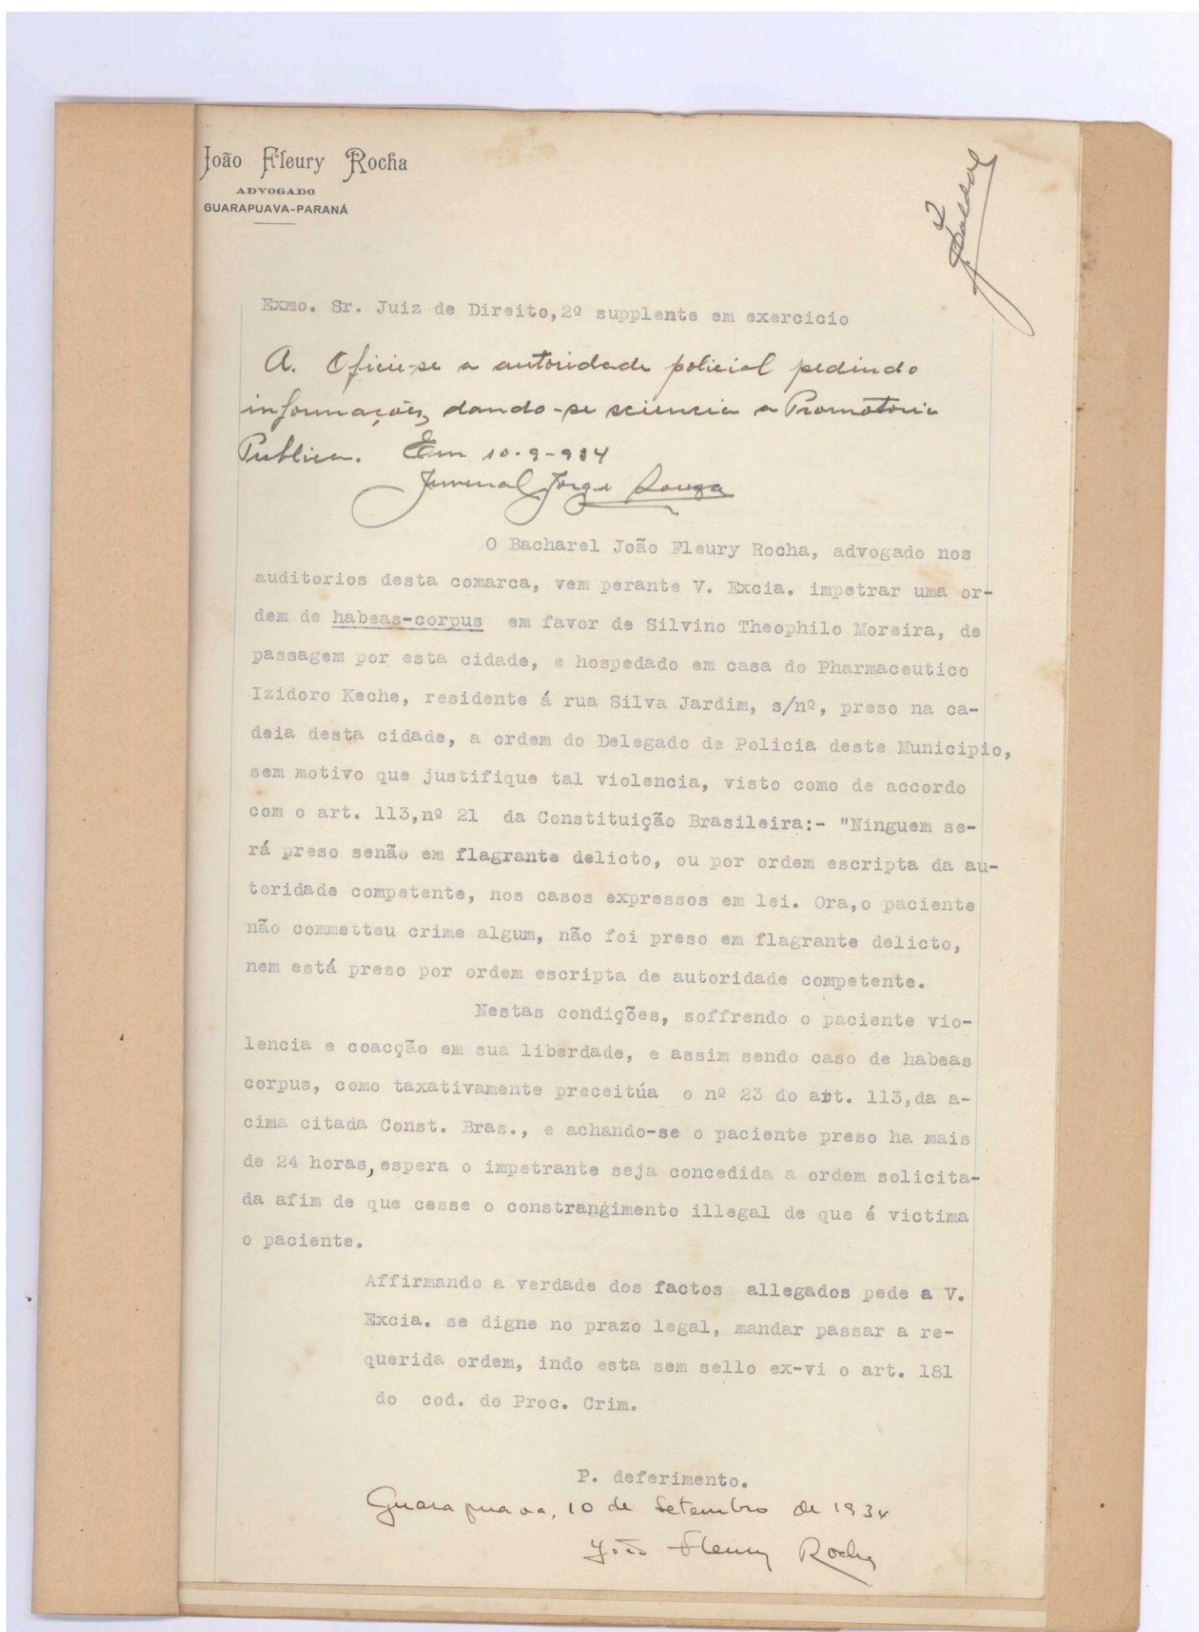 João Fleury Rocha
ADVOGADO
GUARAPUAVA-PARANÁ
2
Exmo. Sr. Juiz de Direito,2º supplente em exercicio
A. Oficie-se a autoridade policial pedindo
informações, dando-se sciencia a Promotoria
Publica. Em 10-9-934
Juvenal Jorge Souza
O Bacharel João Fleury Rocha, advogado nos
auditorios desta comarca, vem perante V. Excia. impetrar uma or-
dem de habeas-corpus em favor de Silvino Theophilo Moreira, de
passagem por esta cidade, e hospedado em casa do Pharmaceutico
Izidoro Keche, residente á rua Silva Jardim, s/nº, preso na ca-
deia desta cidade, a ordem do Delegado de Policia deste Municipio,
sem motivo que justifique tal violencia, visto como de accordo
com o art. 113,nº 21 da Constituição Brasileira:- "Ninguem se-
rá preso senão em flagrante delicto, ou por ordem escripta da au-
toridade competente, nos casos expressos em lei. Ora,o paciente
não commetteu crime algum, não foi preso em flagrante delicto,
nem está preso por ordem escripta de autoridade competente.
Nestas condições, soffrendo o paciente vio-
lencia e coacção em sua liberdade, e assim sendo caso de habeas
corpus, como taxativamente preceitúa o nº 23 do art. 113,da a-
cima citada Const. Bras., e achando-se o paciente preso ha mais
de 24 horas,espera o impetrante seja concedida a ordem solicita-
da afim de que cesse o constrangimento illegal de que é victima
o paciente.
Affirmando a verdade dos factos allegados pede a V.
Excia. se digne no prazo legal, mandar passar a re-
querida ordem, indo esta sem sello ex-vi o art. 181
do cod. do Proc. Crim.
P. deferimento.
Guarapuava, 10 de Setembro de 1934
João Fleury Rocha